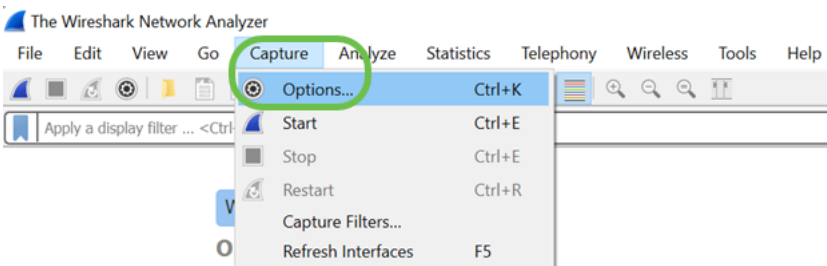 The Wireshark Network Analyzer
File Edit View Go Capture Analyze Statistics Telephony Wireless Tools Help
Options... Ctrl+K
Apply a display filter ... <Ctrl-
Start Ctrl+E
Stop Ctrl+E
Restart Ctrl+R
Capture Filters...
Refresh Interfaces F5